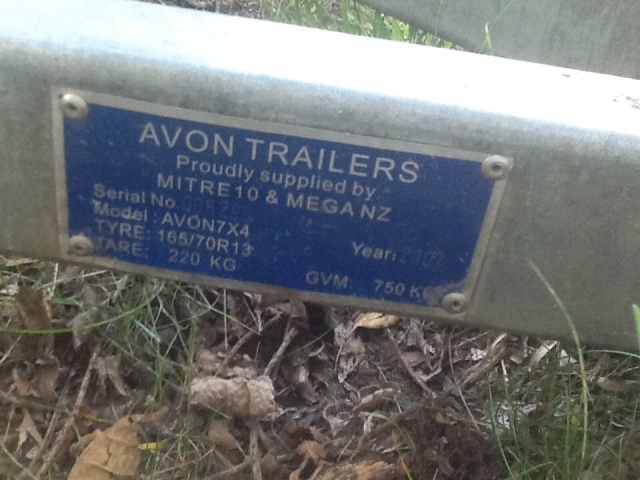 AVON TRAILERS
Proudly supplied by
MITRE10 & MEGA NZ
Serial No
Model : AVON7X4
TYRE: 165/70R13 Year:
TARE: 220 KG GVM: 750 KG